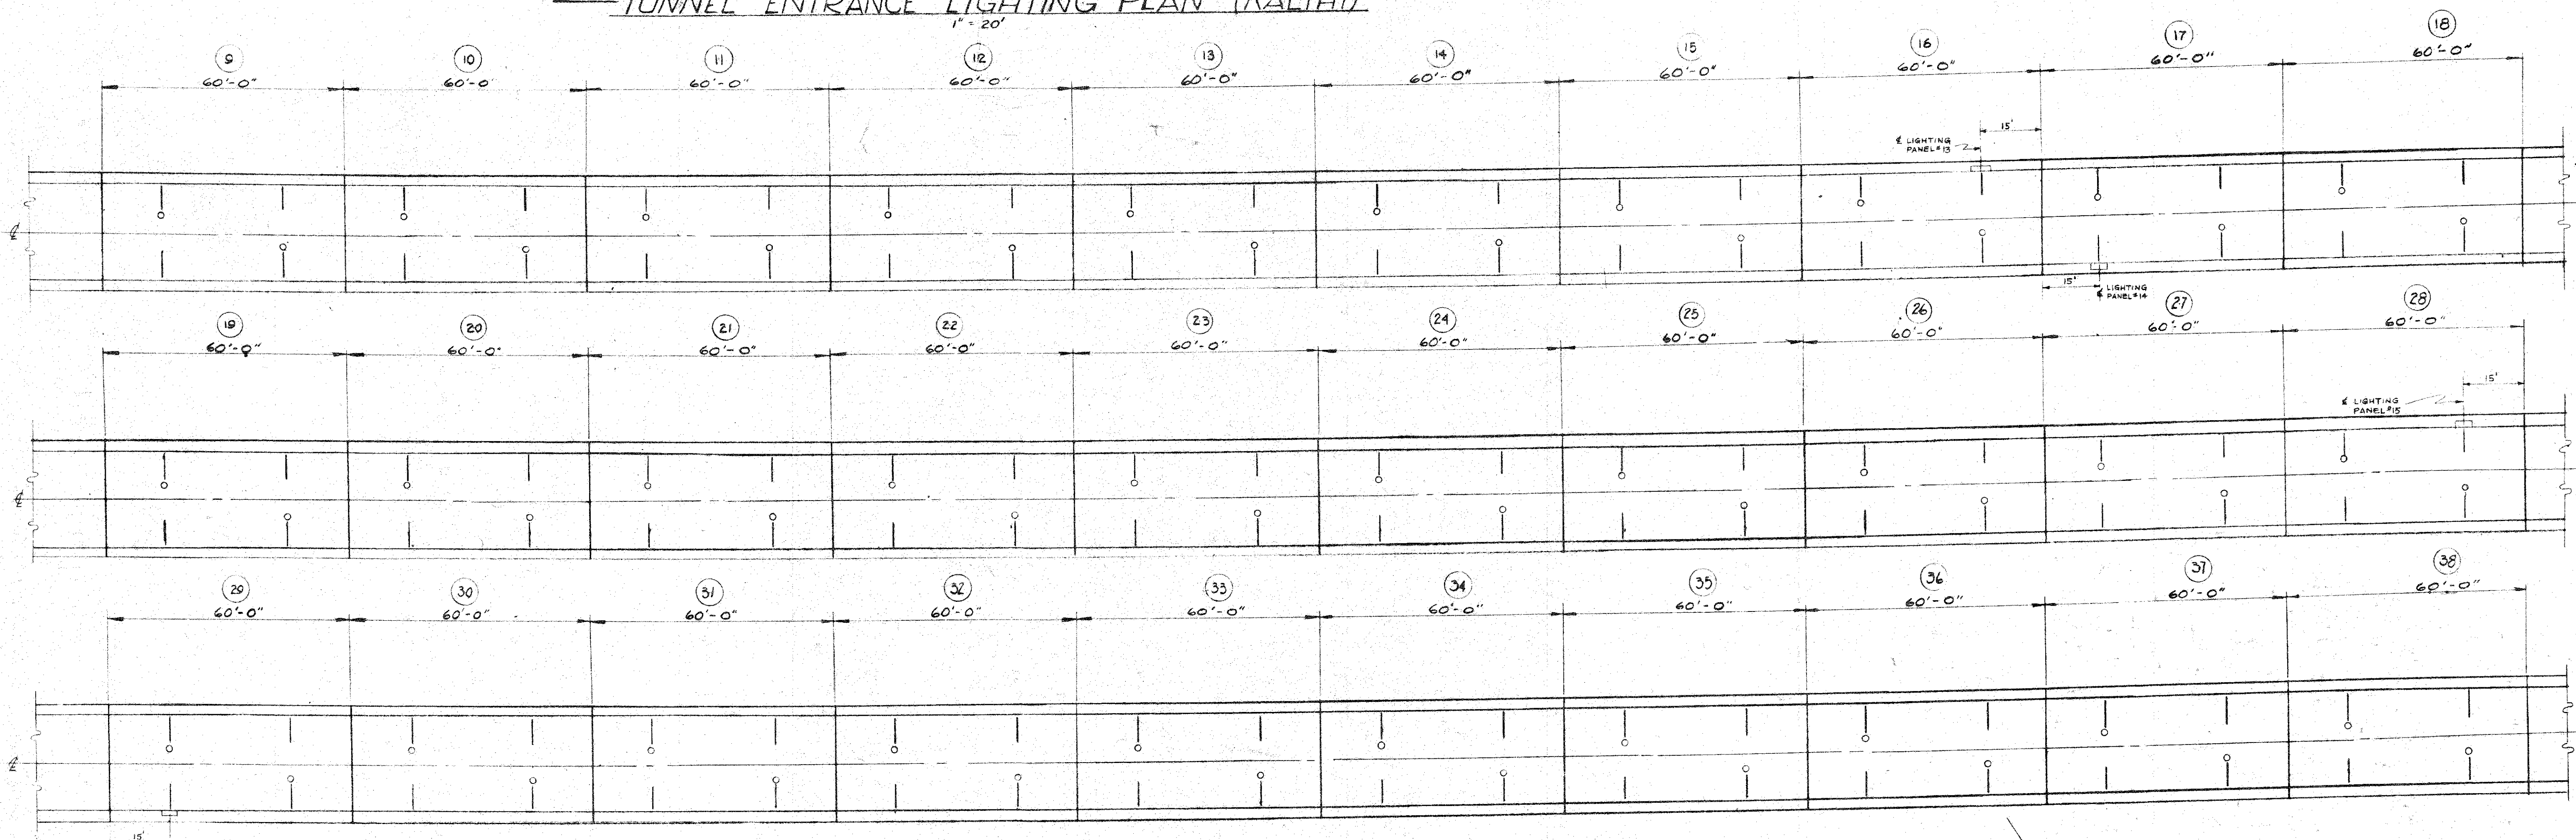 TUNNEL ENTRANCE LIGHTING PLAN (KALIHI)
1" = 20'
9 10 11 12 13 14 15 16 17 18
60'-0" 60'-0 60'-0" 60'-0" 60'-0" 60'-0" 60'-0" 60'-0" 60'-0" 60'-0"
15'
℄ LIGHTING
PANEL #13
℄
15'
℄ LIGHTING
PANEL #14
19 20 21 22 23 24 25 26 27 28
60'-0" 60'-0" 60'-0" 60'-0" 60'-0" 60'-0" 60'-0" 60'-0" 60'-0" 60'-0"
15'
℄ LIGHTING
PANEL #15
℄
29 30 31 32 33 34 35 36 37 38
60'-0" 60'-0" 60'-0" 60'-0" 60'-0" 60'-0" 60'-0" 60'-0" 60'-0" 60'-0"
℄
15'